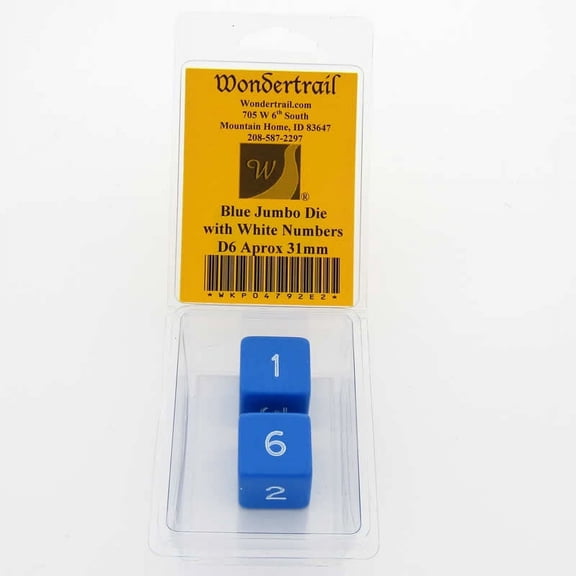 Wondertrail
Wondertrail.com
705 W 6th South
Mountain Home, ID 83647
208-587-2297
W
®
Blue Jumbo Die
with White Numbers
D6 Aprox 31mm
*WKP04792E2*
1
6
2